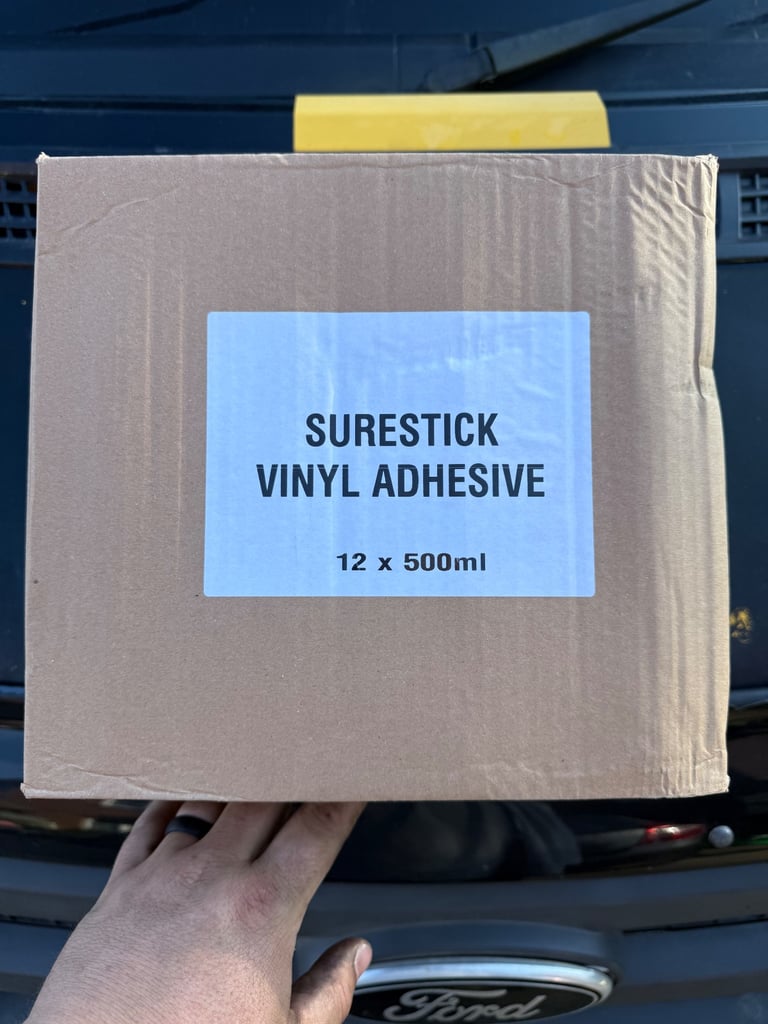 SURESTICK
VINYL ADHESIVE
12 x 500ml
Ford